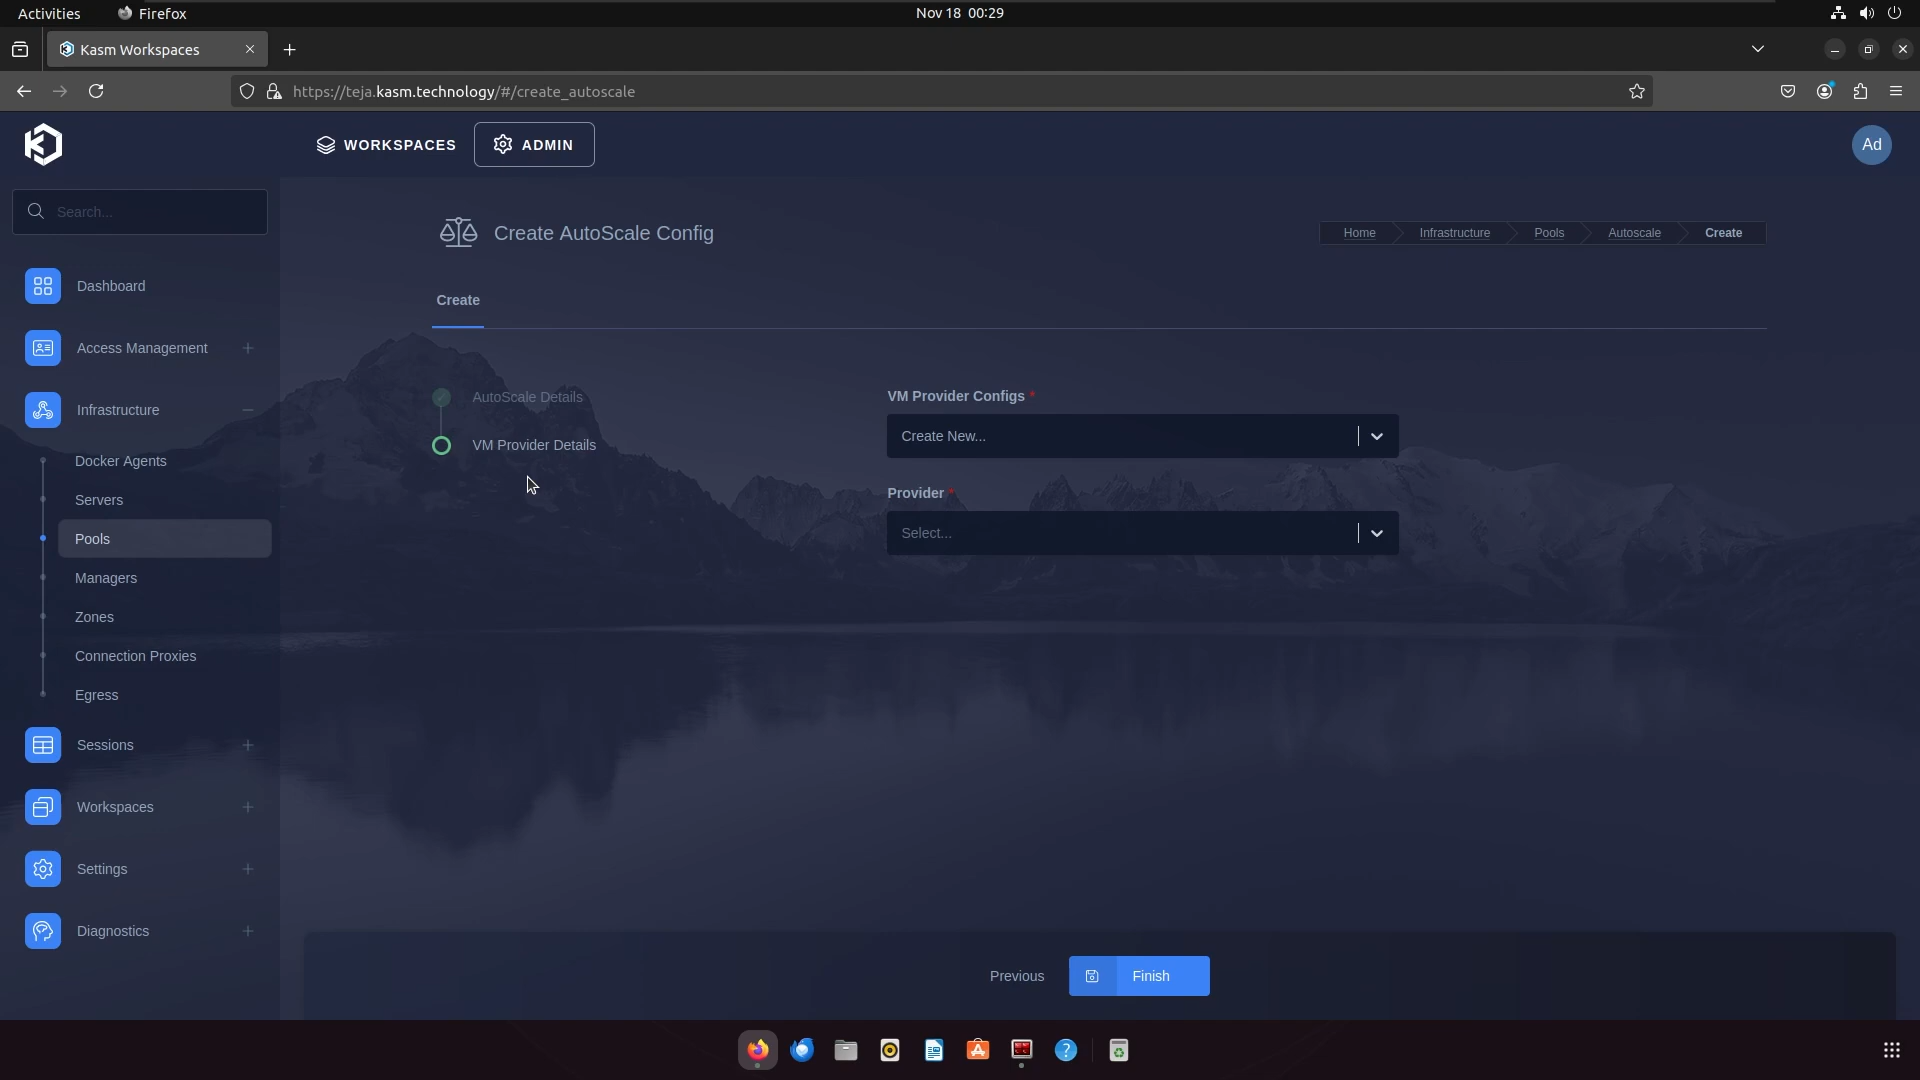 Activities
Firefox
Nov 18 00:29
Kasm Workspaces
https://teja.kasm.technology/#/create_autoscale
WORKSPACES
ADMIN
Ad
Search...
Create AutoScale Config
Home
Infrastructure
Pools
Autoscale
Create
Dashboard
Create
Access Management
AutoScale Details
VM Provider Configs *
Infrastructure
Create New...
VM Provider Details
Docker Agents
Provider *
Servers
Select...
Pools
Managers
Zones
Connection Proxies
Egress
Sessions
Workspaces
Settings
Diagnostics
Previous
Finish